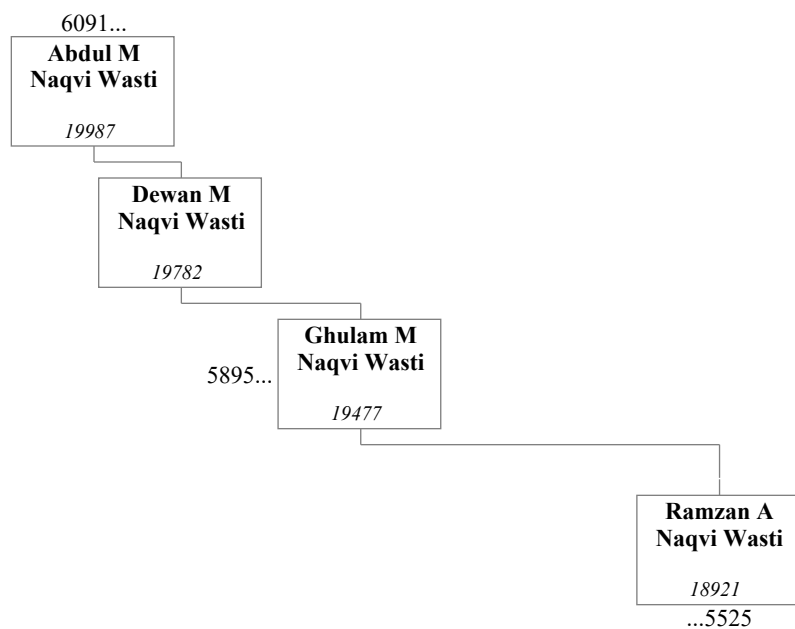 6091...
Abdul M
Naqvi Wasti
19987
Dewan M
Naqvi Wasti
19782
Ghulam M
Naqvi Wasti
5895...
19477
Ramzan A
Naqvi Wasti
18921
...5525